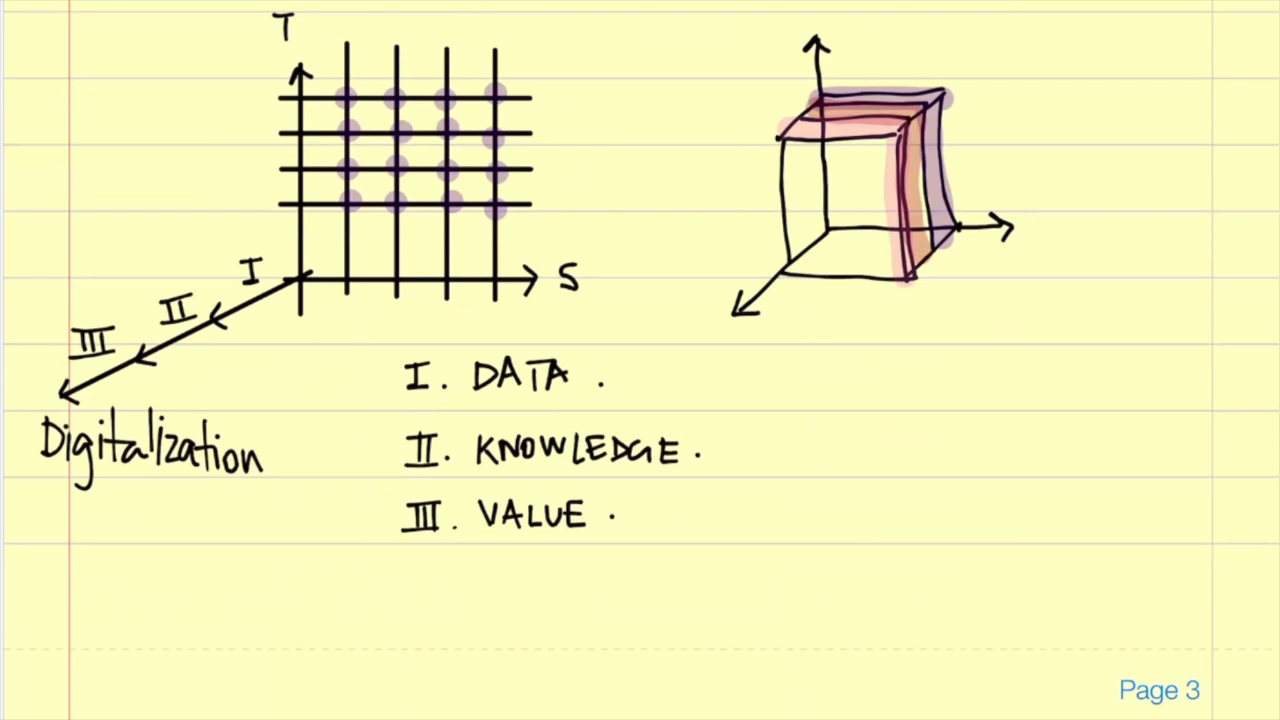 T
S
I
II
III
Digitalization
I. DATA.
II. KNOWLEDGE.
III. VALUE.
Page 3